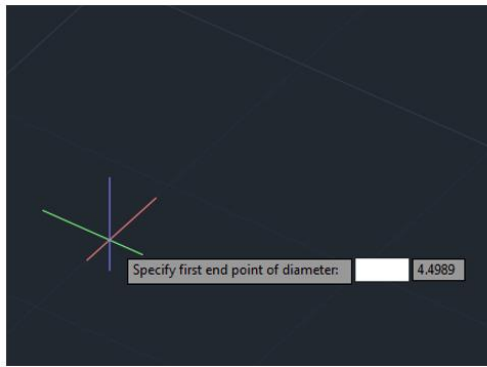 Specify first end point of diameter: 4.4989